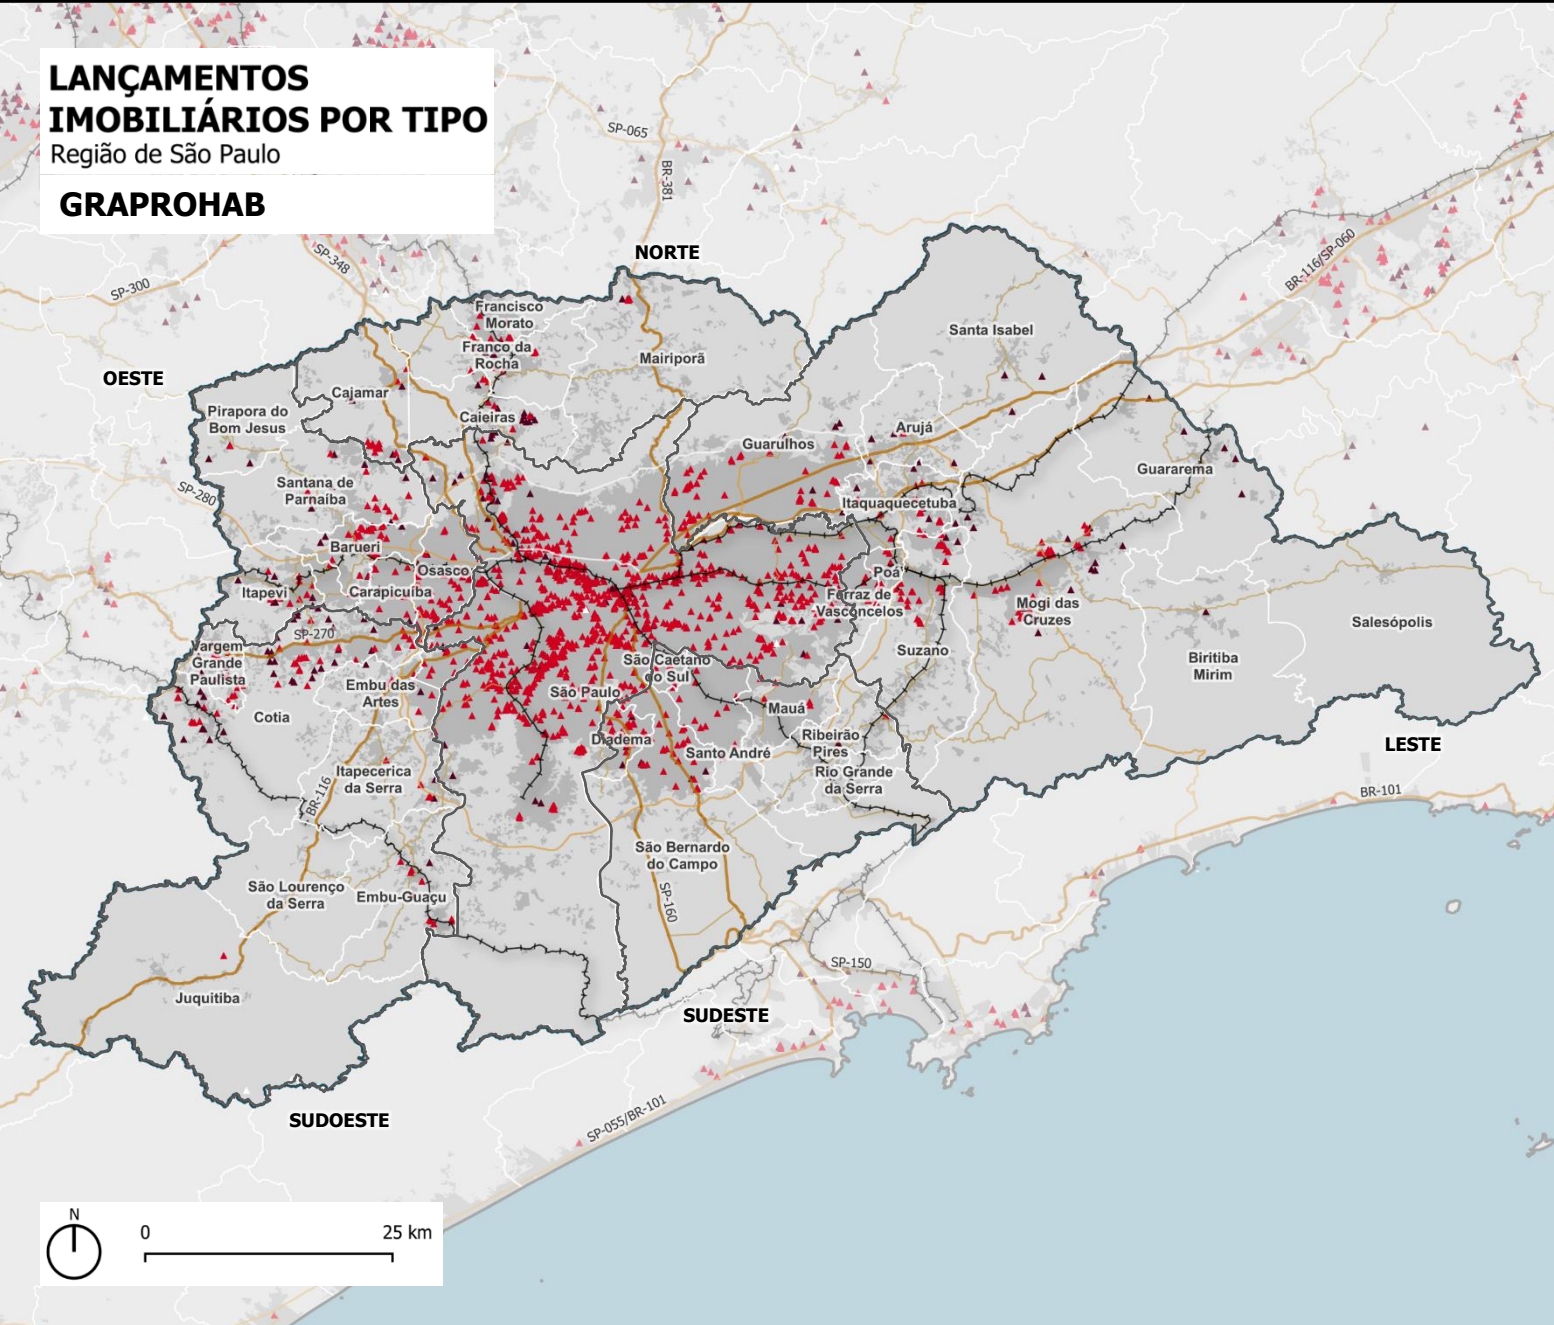 LANÇAMENTOS
IMOBILIÁRIOS POR TIPO
Região de São Paulo
GRAPROHAB
SP-065
BR-381
NORTE
SP-348
SP-300
BR-116/SP-060
Francisco
Morato
Franco da
Rocha
Mairiporã
Santa Isabel
OESTE
Cajamar
Pirapora do
Bom Jesus
Caieiras
Guarulhos
Arujá
Guararema
Santana de
Parnaíba
SP-280
Itaquaquecetuba
Barueri
Osasco
Itapevi
Carapicuíba
Poá
Ferraz de
Vasconcelos
Mogi das
Cruzes
Salesópolis
SP-270
Vargem
Grande
Paulista
Suzano
Biritiba
Mirim
São Caetano
do Sul
Embu das
Artes
São Paulo
Cotia
Mauá
Diadema
Santo André
Ribeirão
Pires
LESTE
Itapecerica
da Serra
Rio Grande
da Serra
BR-116
BR-101
São Bernardo
do Campo
São Lourenço
da Serra
Embu-Guaçu
SP-160
SP-150
Juquitiba
SUDESTE
SUDOESTE
SP-055/BR-101
N
0
25 km